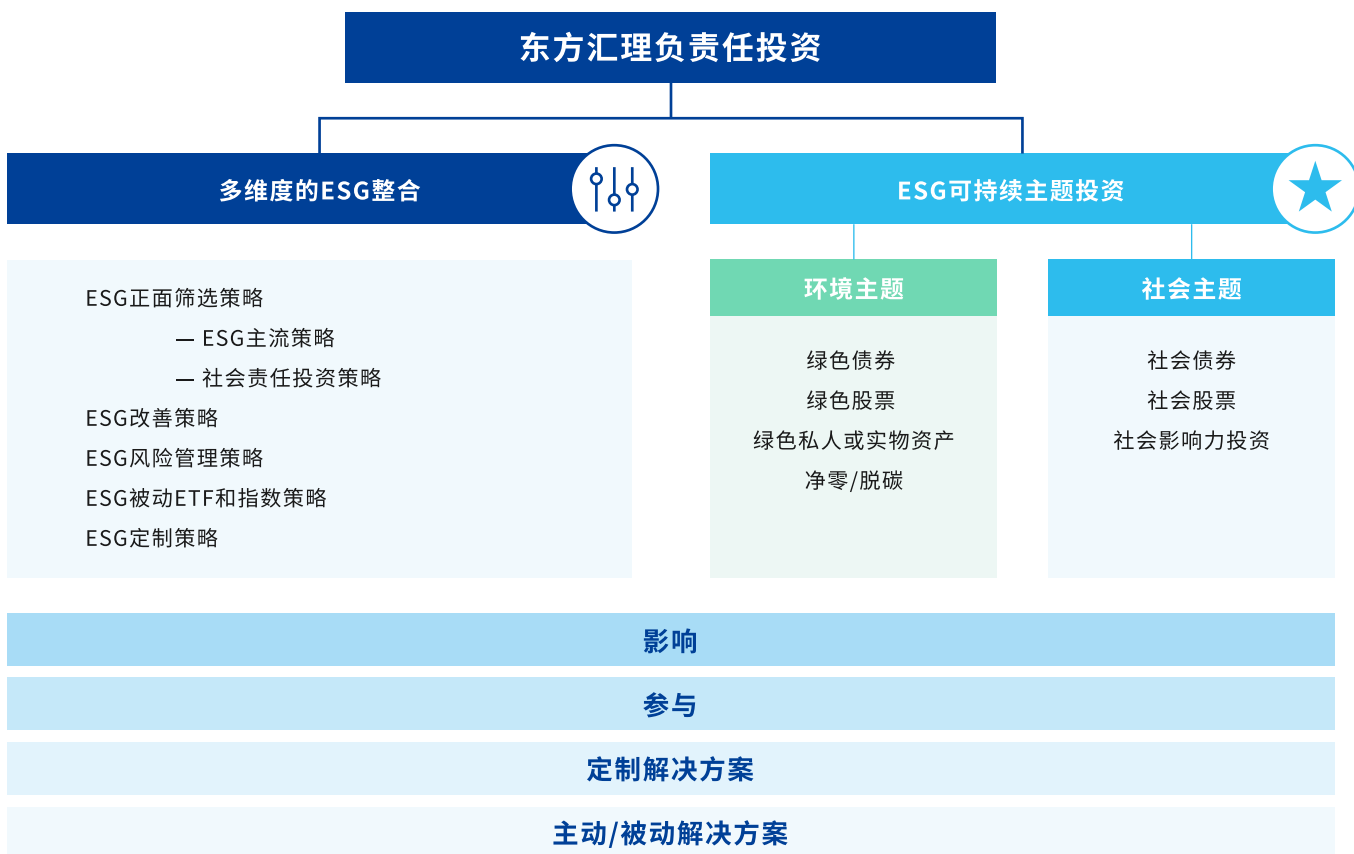 东方汇理负责任投资
多维度的ESG整合
ESG正面筛选策略
— ESG主流策略
— 社会责任投资策略
ESG改善策略
ESG风险管理策略
ESG被动ETF和指数策略
ESG定制策略
ESG可持续主题投资
环境主题
绿色债券
绿色股票
绿色私人或实物资产
净零/脱碳
社会主题
社会债券
社会股票
社会影响力投资
影响
参与
定制解决方案
主动/被动解决方案